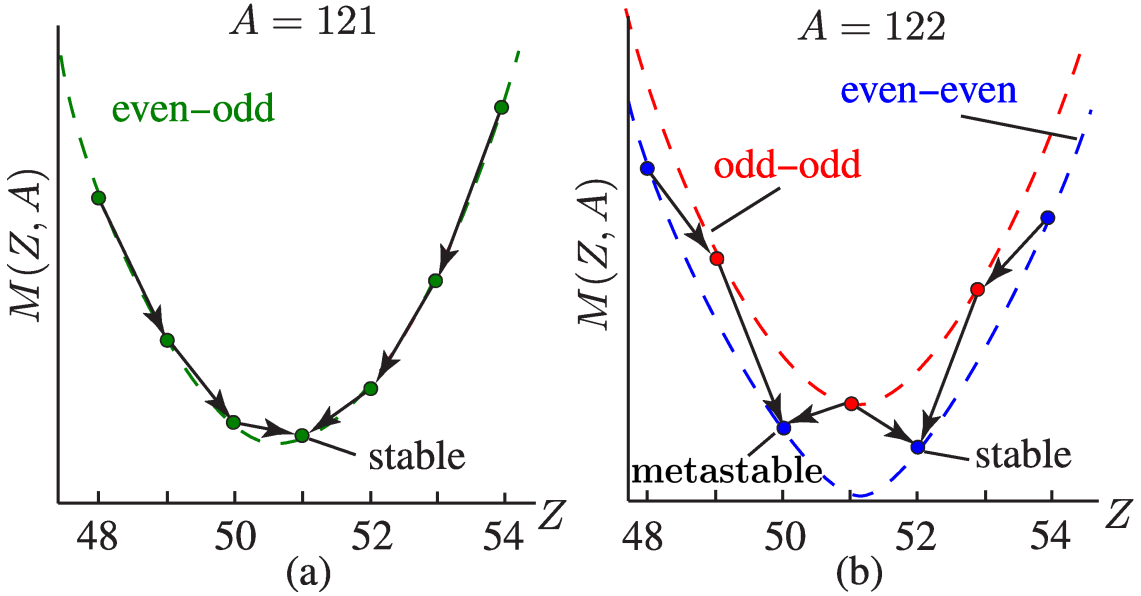 A = 121
even–odd
M(Z, A)
stable
48
50
52
54
Z
(a)
A = 122
even–even
odd–odd
M(Z, A)
metastable
stable
48
50
52
54
Z
(b)